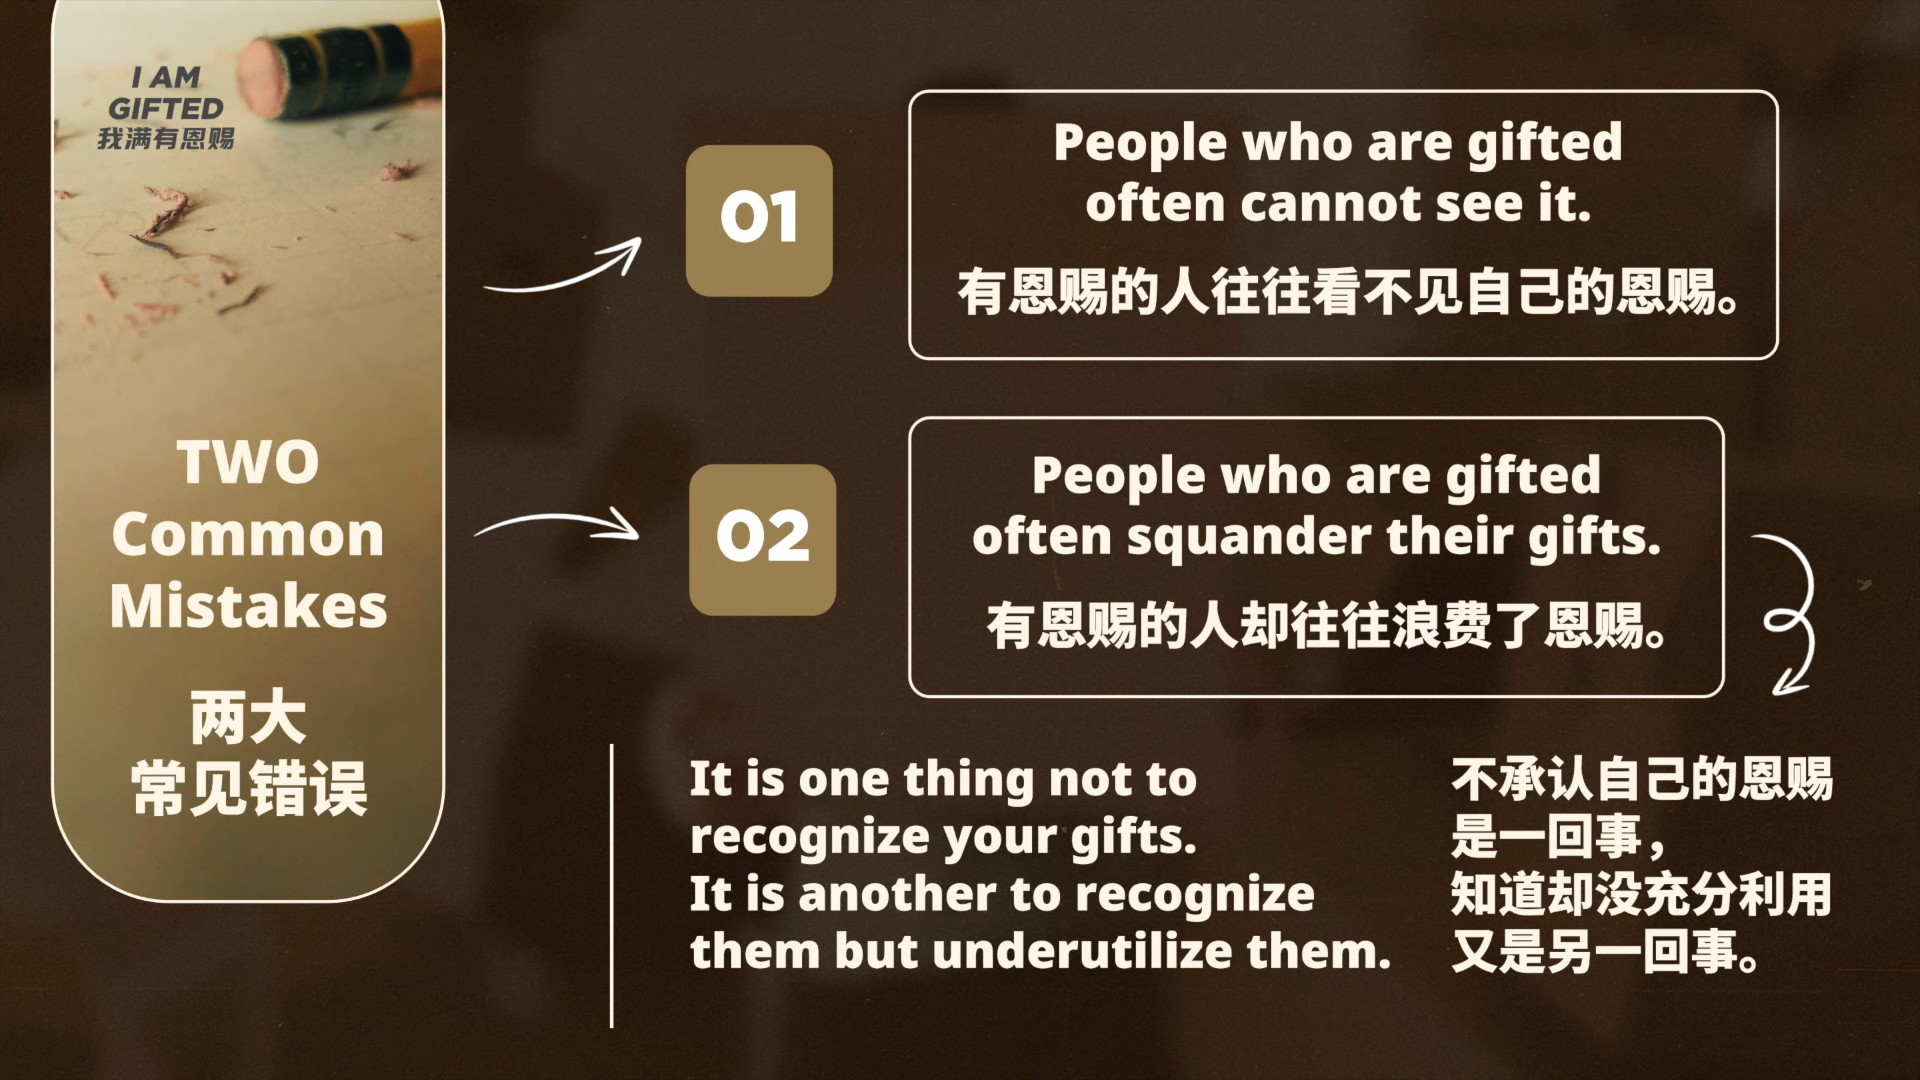 I AM
GIFTED
我满有恩赐
TWO
Common
Mistakes
两大
常见错误
01
People who are gifted
often cannot see it.
有恩赐的人往往看不见自己的恩赐。
02
People who are gifted
often squander their gifts.
有恩赐的人却往往浪费了恩赐。
It is one thing not to
recognize your gifts.
It is another to recognize
them but underutilize them.
不承认自己的恩赐
是一回事，
知道却没充分利用
又是另一回事。